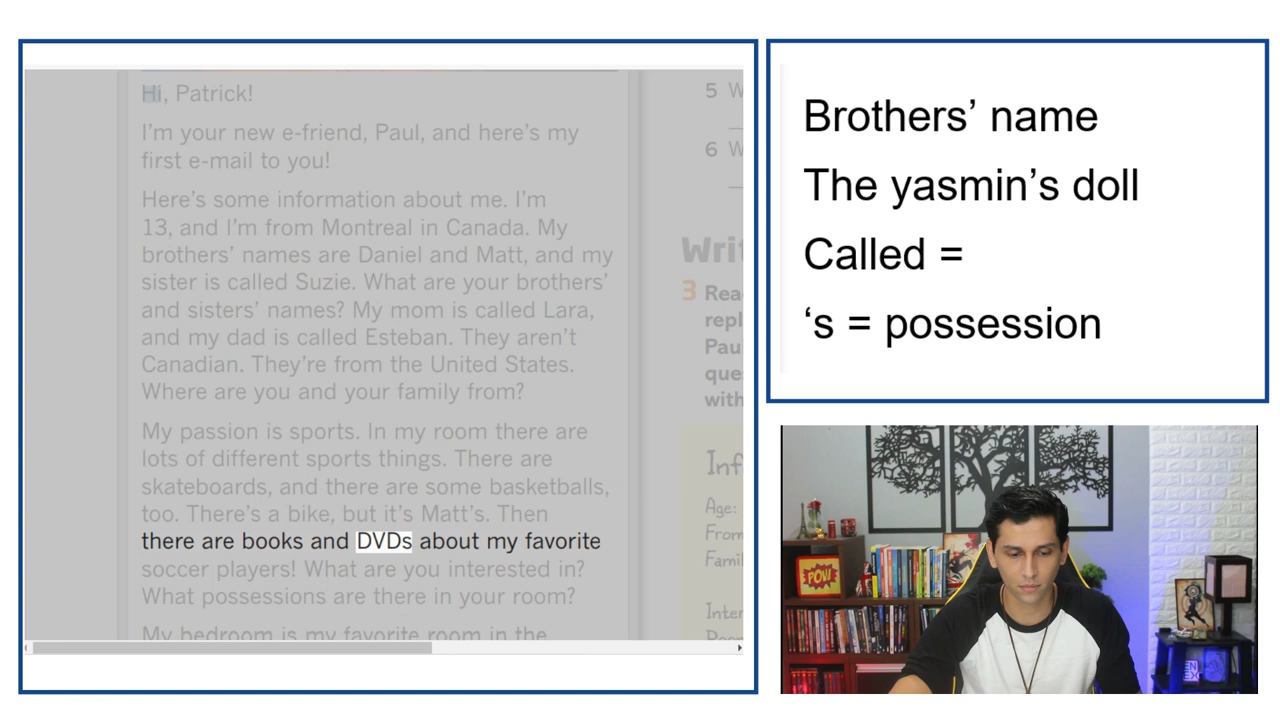 Hi, Patrick!
I'm your new e-friend, Paul, and here's my
first e-mail to you!
Here's some information about me. I'm
13, and I'm from Montreal in Canada. My
brothers' names are Daniel and Matt, and my
sister is called Suzie. What are your brothers'
and sisters' names? My mom is called Lara,
and my dad is called Esteban. They aren't
Canadian. They're from the United States.
Where are you and your family from?
My passion is sports. In my room there are
lots of different sports things. There are
skateboards, and there are some basketballs,
too. There's a bike, but it's Matt's. Then
there are books and DVDs about my favorite
soccer players! What are you interested in?
What possessions are there in your room?
My bedroom is my favorite room in the
5 W
6 W
Writ
3 Rea
repl
Pau
que
with
Inf
Age:
From
Famil
Inter
Brothers’ name
The yasmin’s doll
Called =
‘s = possession
POW